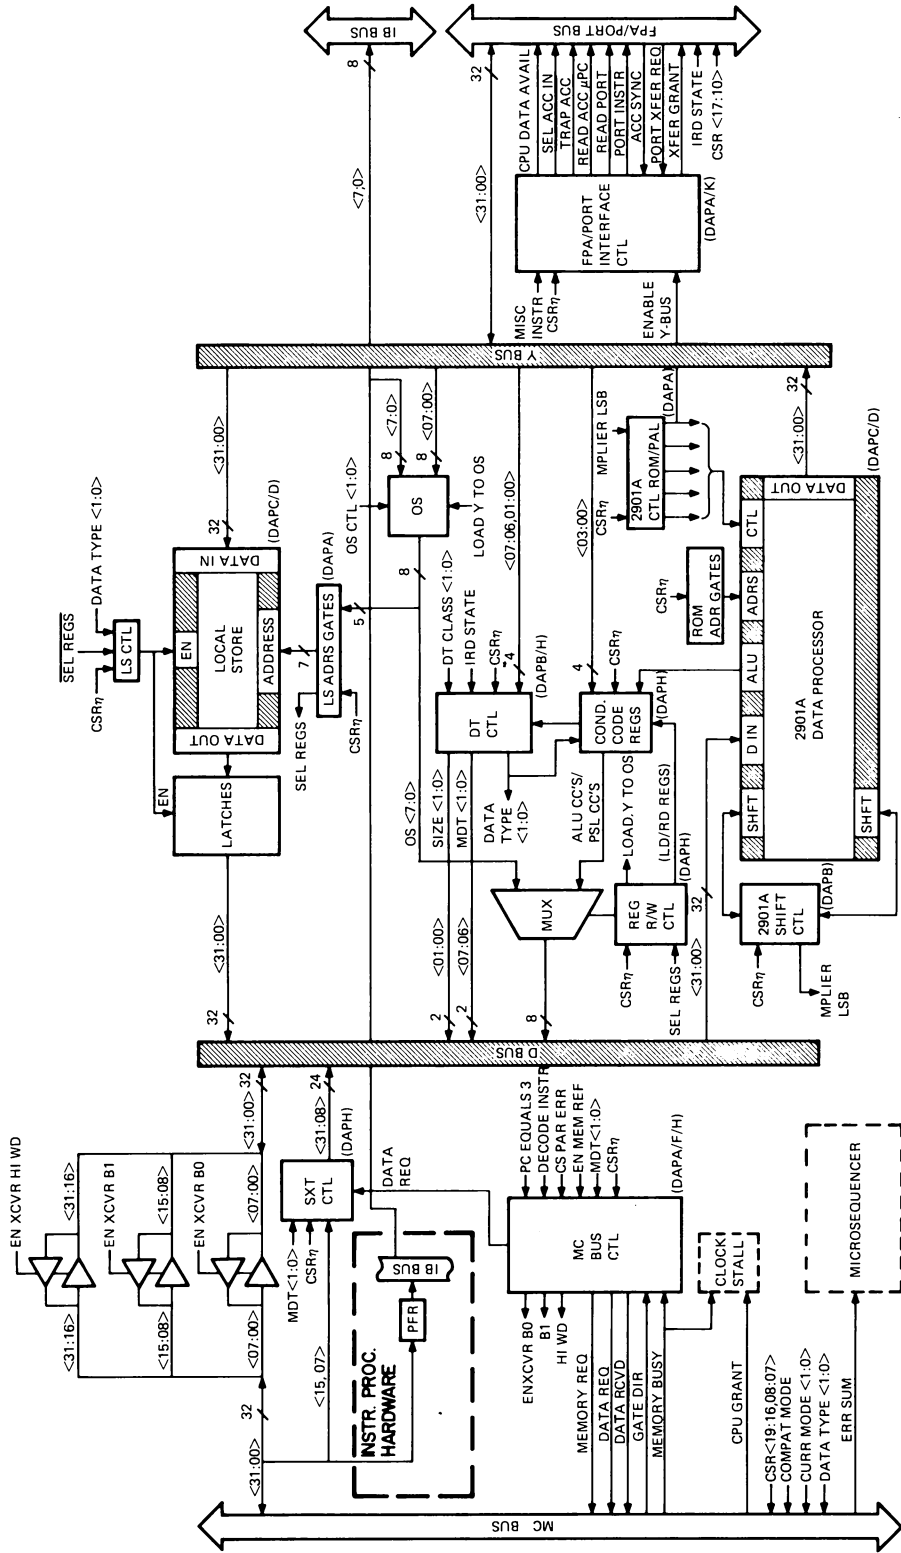 IB BUS
FPA/PORT BUS
8
32
<7;0>
<31:00>
CPU DATA AVAIL
SEL ACC IN
TRAP ACC
READ ACC µPC
READ PORT
PORT INSTR
ACC SYNC
PORT XFER REQ
XFER GRANT
IRD STATE
CSR <17:10>
FPA/PORT
INTERFACE
CTL
(DAPA/K)
MISC
INSTR
CSRη
ENABLE
Y-BUS
Y BUS
<31:00>
32
DATA TYPE <1:0>
SEL REGS
CSRη
LS CTL
EN
DATA IN
LOCAL
STORE
ADDRESS
DATA OUT
(DAPC/D)
EN
LATCHES
<31:00>
32
7
LS ADRS GATES
(DAPA)
SEL REGS
CSRη
5
OS CTL <1:0>
<7;0>
8
<07:00>
8
OS
LOAD Y TO OS
8
DT CLASS <1:0>
IRD STATE
CSRη
4
<07:06,01:00>
DT
CTL
(DAPB/H)
<03:00>
4
CSRη
COND.
CODE
REGS
(DAPH)
OS <7:0>
SIZE <1:0>
MDT <1:0>
DATA
TYPE
<1:0>
ALU CC'S/
PSL CC'S
LOAD.Y TO OS
(LD/RD REGS)
MUX
REG
R/W
CTL
(DAPH)
CSRη
SEL REGS
<01:00>
<07:06>
2
2
8
MPLIER LSB
CSRη
2901A
CTL ROM/PAL
(DAPA)
CSRη
ROM
ADR GATES
<31:00>
32
DATA OUT
(DAPC/D)
CTL
ADRS
ALU
D IN
SHFT
2901A
DATA PROCESSOR
SHFT
32
<31:00>
2901A
SHIFT
CTL
(DAPB)
CSRη
MPLIER
LSB
D BUS
EN XCVR HI WD
<31:16>
<31:16>
EN XCVR B1
<15:08>
<15:08>
EN XCVR B0
<07:00>
<07:00>
<31:00>
32
<31:00>
32
<31:08>
24
SXT
CTL
(DAPH)
MDT<1:0>
CSRη
<15, 07>
DATA
REQ
IB BUS
PFR
INSTR. PROC.
HARDWARE
PC EQUALS 3
DECODE INSTR
CS PAR ERR
EN MEM REF
MDT<1:0>
CSRη
MC
BUS
CTL
(DAPA/F/H)
ENXCVR B0
B1
HI WD
MEMORY REQ
DATA REQ
DATA RCVD
GATE DIR
MEMORY BUSY
CLOCK
STALL
CPU GRANT
CSR<19:16,08:07>
COMPAT MODE
CURR MODE <1:0>
DATA TYPE <1:0>
ERR SUM
MICROSEQUENCER
MC BUS